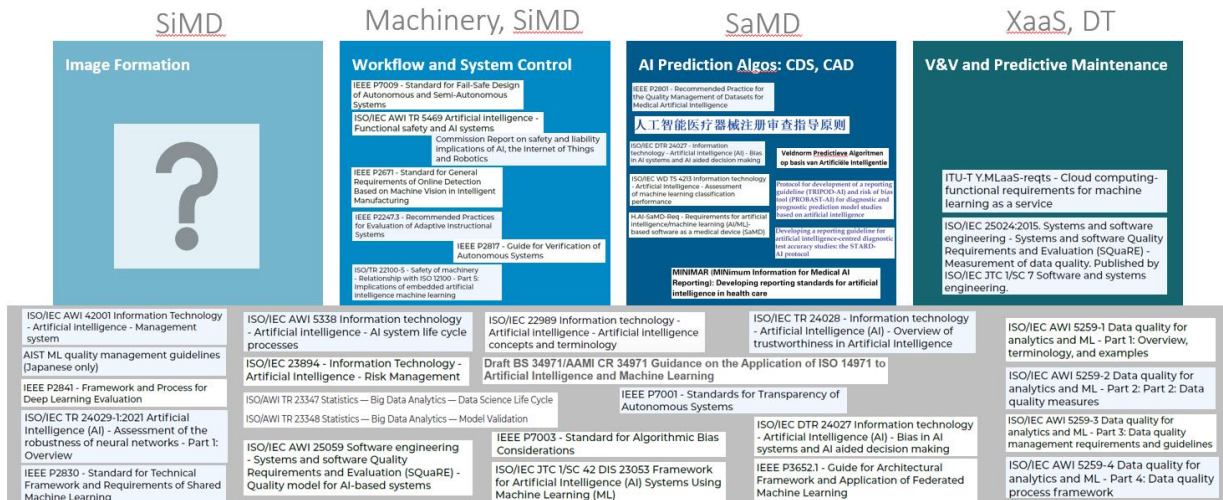 SiMD
Machinery, SiMD
SaMD
XaaS, DT
Image Formation
?
Workflow and System Control
IEEE P7009 - Standard for Fail-Safe Design
of Autonomous and Semi-Autonomous
Systems
ISO/IEC AWI TR 5469 Artificial intelligence -
Functional safety and AI systems
Commission Report on safety and liability
implications of AI, the Internet of Things
and Robotics
IEEE P2671 - Standard for General
Requirements of Online Detection
Based on Machine Vision in Intelligent
Manufacturing
IEEE P2247.3 - Recommended Practices
for Evaluation of Adaptive Instructional
Systems
IEEE P2817 - Guide for Verification of
Autonomous Systems
ISO/TR 22100-5 - Safety of machinery
- Relationship with ISO 12100 - Part 5:
Implications of embedded artificial
intelligence machine learning
AI Prediction Algos: CDS, CAD
IEEE P2801 - Recommended Practice for
the Quality Management of Datasets for
Medical Artificial Intelligence
人工智能医疗器械注册审查指导原则
ISO/IEC DTR 24027 - Information
technology - Artificial Intelligence (AI) - Bias
in AI systems and AI aided decision making
Veldnorm Predictieve Algoritmen
op basis van Artificiële Intelligentie
ISO/IEC WD TS 4213 Information technology
- Artificial Intelligence - Assessment
of machine learning classification
performance
Protocol for development of a reporting
guideline (TRIPOD-AI) and risk of bias
tool (PROBAST-AI) for diagnostic and
prognostic prediction model studies
based on artificial intelligence
H.AI-SaMD-Req - Requirements for artificial
intelligence/machine learning (AI/ML)-
based software as a medical device (SaMD)
Developing a reporting guideline for
artificial intelligence-centred diagnostic
test accuracy studies: the STARD-
AI protocol
MINIMAR (MINimum Information for Medical AI
Reporting): Developing reporting standards for artificial
intelligence in health care
V&V and Predictive Maintenance
ITU-T Y.MLaaS-reqts - Cloud computing-
functional requirements for machine
learning as a service
ISO/IEC 25024:2015. Systems and software
engineering - Systems and software Quality
Requirements and Evaluation (SQuaRE) -
Measurement of data quality. Published by
ISO/IEC JTC 1/SC 7 Software and systems
engineering.
ISO/IEC AWI 42001 Information Technology
- Artificial intelligence - Management
system
AIST ML quality management guidelines
(Japanese only)
IEEE P2841 - Framework and Process for
Deep Learning Evaluation
ISO/IEC TR 24029-1:2021 Artificial
Intelligence (AI) - Assessment of the
robustness of neural networks - Part 1:
Overview
IEEE P2830 - Standard for Technical
Framework and Requirements of Shared
Machine Learning
ISO/IEC AWI 5338 Information technology
- Artificial intelligence - AI system life cycle
processes
ISO/IEC 23894 - Information Technology -
Artificial Intelligence - Risk Management
ISO/AWI TR 23347 Statistics — Big Data Analytics — Data Science Life Cycle
ISO/AWI TR 23348 Statistics — Big Data Analytics — Model Validation
ISO/IEC AWI 25059 Software engineering
- Systems and software Quality
Requirements and Evaluation (SQuaRE) -
Quality model for AI-based systems
ISO/IEC 22989 - Information technology -
Artificial intelligence - Artificial intelligence
concepts and terminology
Draft BS 34971/AAMI CR 34971 Guidance on the Application of ISO 14971 to
Artificial Intelligence and Machine Learning
IEEE P7001 - Standards for Transparency of
Autonomous Systems
IEEE P7003 - Standard for Algorithmic Bias
Considerations
ISO/IEC JTC 1/SC 42 DIS 23053 Framework
for Artificial Intelligence (AI) Systems Using
Machine Learning (ML)
ISO/IEC TR 24028 - Information
technology - Artificial Intelligence (AI) - Overview of
trustworthiness in Artificial Intelligence
ISO/IEC DTR 24027 Information technology
- Artificial Intelligence (AI) - Bias in AI
systems and AI aided decision making
IEEE P3652.1 - Guide for Architectural
Framework and Application of Federated
Machine Learning
ISO/IEC AWI 5259-1 Data quality for
analytics and ML - Part 1: Overview,
terminology, and examples
ISO/IEC AWI 5259-2 Data quality for
analytics and ML - Part 2: Part 2: Data
quality measures
ISO/IEC AWI 5259-3 Data quality for
analytics and ML - Part 3: Data quality
management requirements and guidelines
ISO/IEC AWI 5259-4 Data quality for
analytics and ML - Part 4: Data quality
process framework